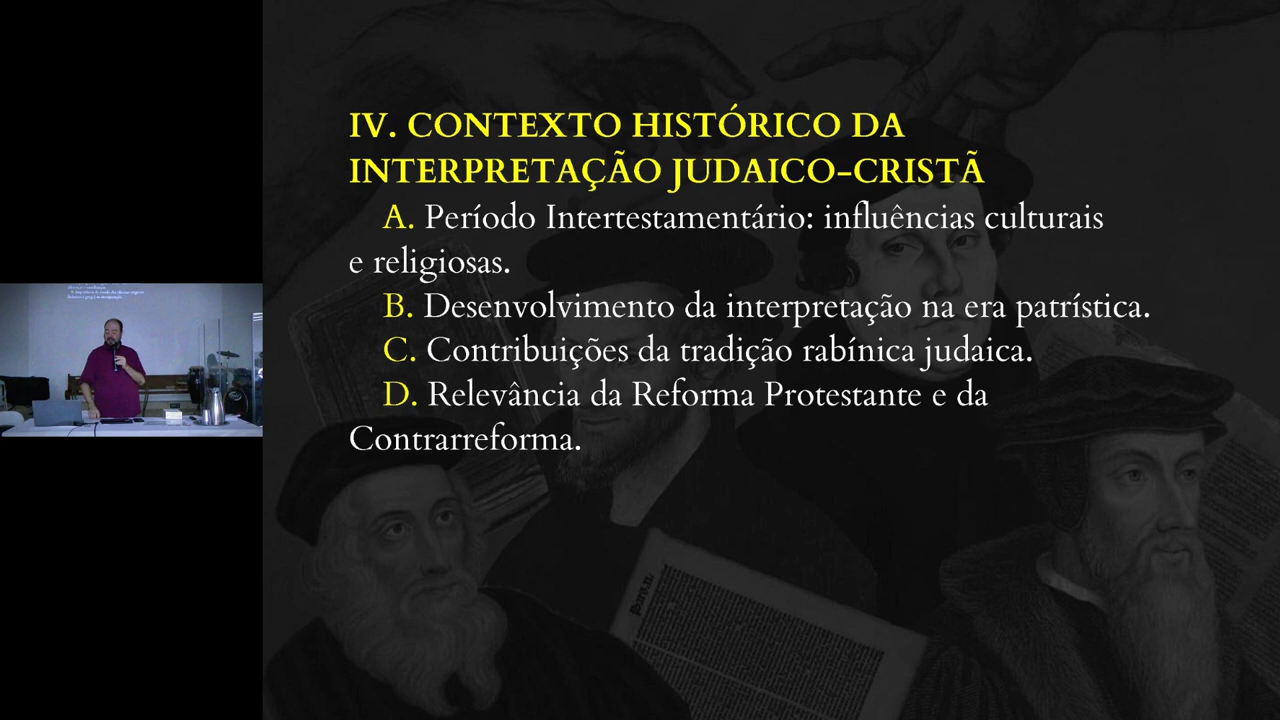 IV. CONTEXTO HISTÓRICO DA
INTERPRETAÇÃO JUDAICO-CRISTÃ
A. Período Intertestamentário: influências culturais
e religiosas.
B. Desenvolvimento da interpretação na era patrística.
C. Contribuições da tradição rabínica judaica.
D. Relevância da Reforma Protestante e da
Contrarreforma.